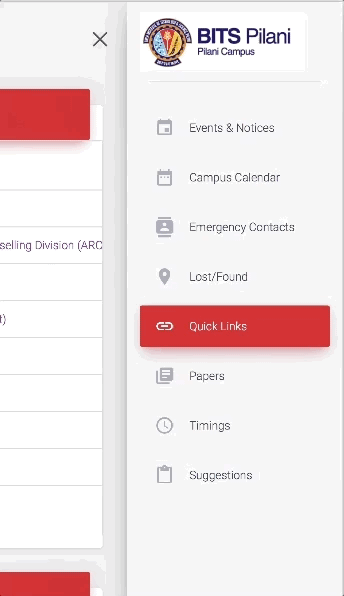 BITS Pilani
Pilani Campus
Events & Notices
Campus Calendar
Emergency Contacts
selling Division (ARC
Lost/Found
t)
Quick Links
Papers
Timings
Suggestions